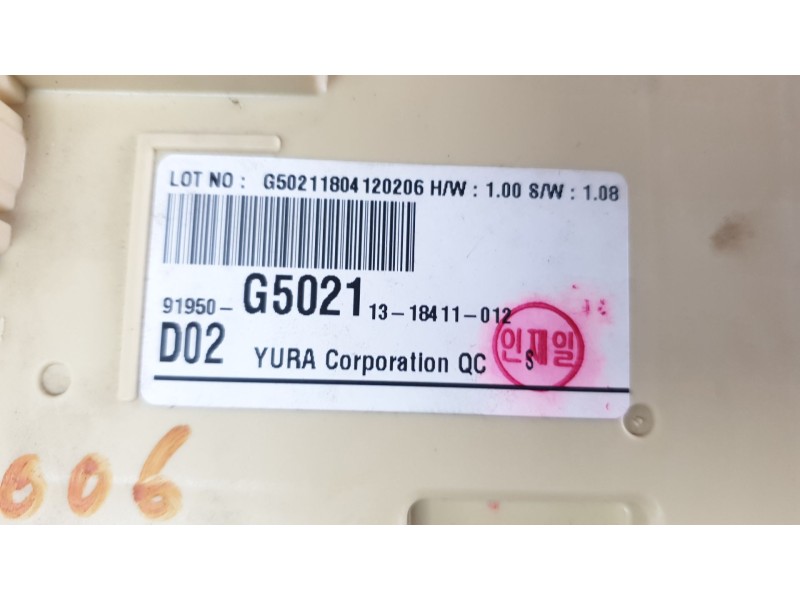 LOT NO : G50211804120206 H/W : 1.00 S/W : 1.08
91950- G5021 13-18411-012
D02 YURA Corporation QC S
인재일
006